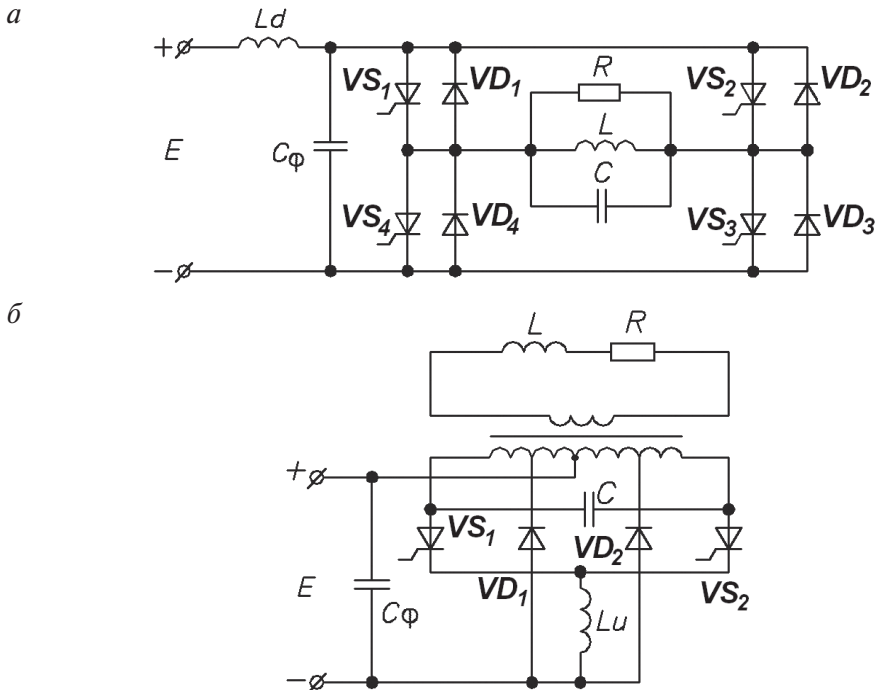 а
Ld
+
VS1 VD1 R VS2 VD2
E Cφ L
C
VS4 VD4 VS3 VD3
−
б
L R
+
C
VS1 VD2
E Cφ VD1 Lu VS2
−